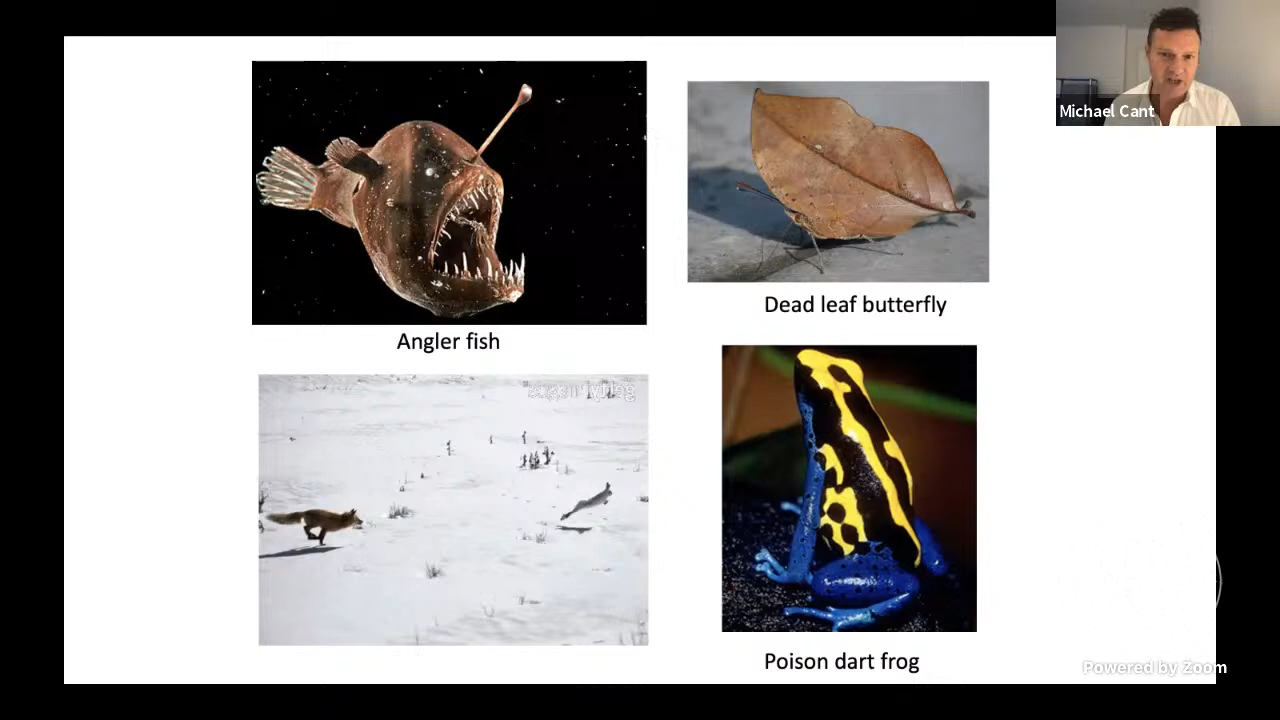 Michael Cant
Angler fish
Dead leaf butterfly
Poison dart frog
Powered by Zoom